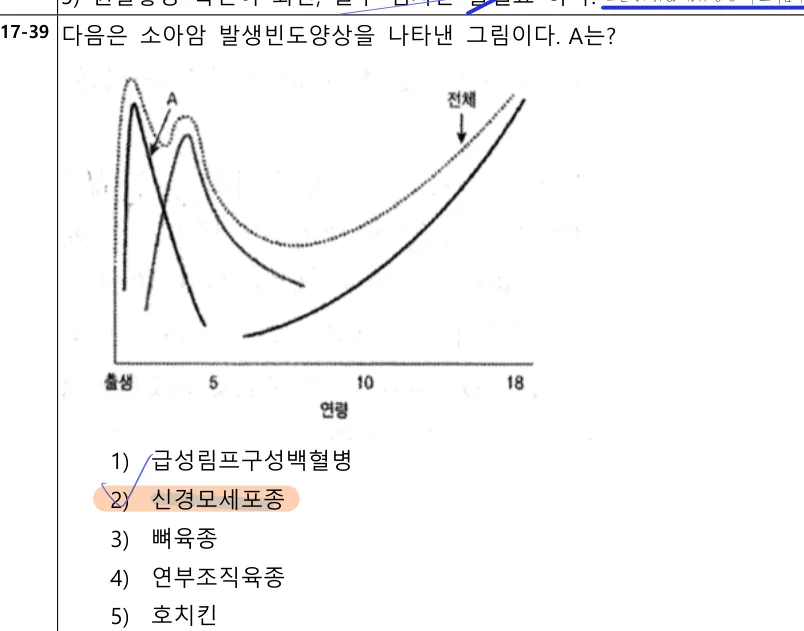 17-39 다음은 소아암 발생빈도양상을 나타낸 그림이다. A는?
A
전체
출생 5 10 18
연령
1) 급성림프구성백혈병
2) 신경모세포종
3) 뼈육종
4) 연부조직육종
5) 호치킨